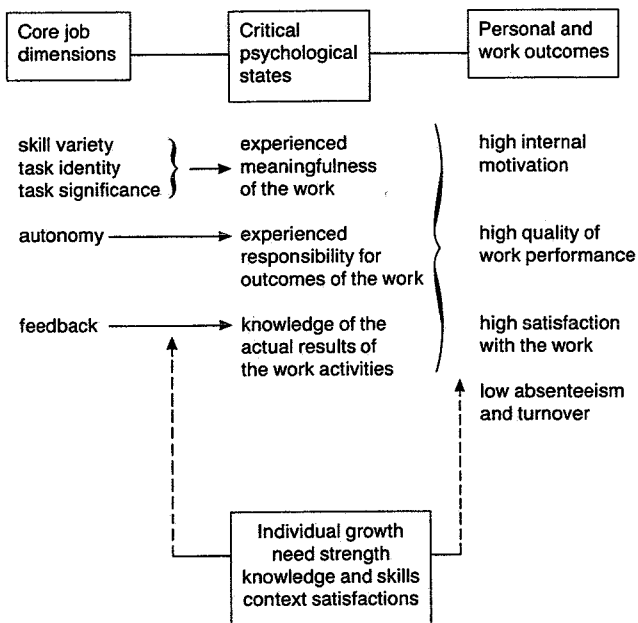 Core job
dimensions
Critical
psychological
states
Personal and
work outcomes
skill variety
task identity
task significance
experienced
meaningfulness
of the work
high internal
motivation
autonomy
experienced
responsibility for
outcomes of the work
high quality of
work performance
feedback
knowledge of the
actual results of
the work activities
high satisfaction
with the work
low absenteeism
and turnover
Individual growth
need strength
knowledge and skills
context satisfactions